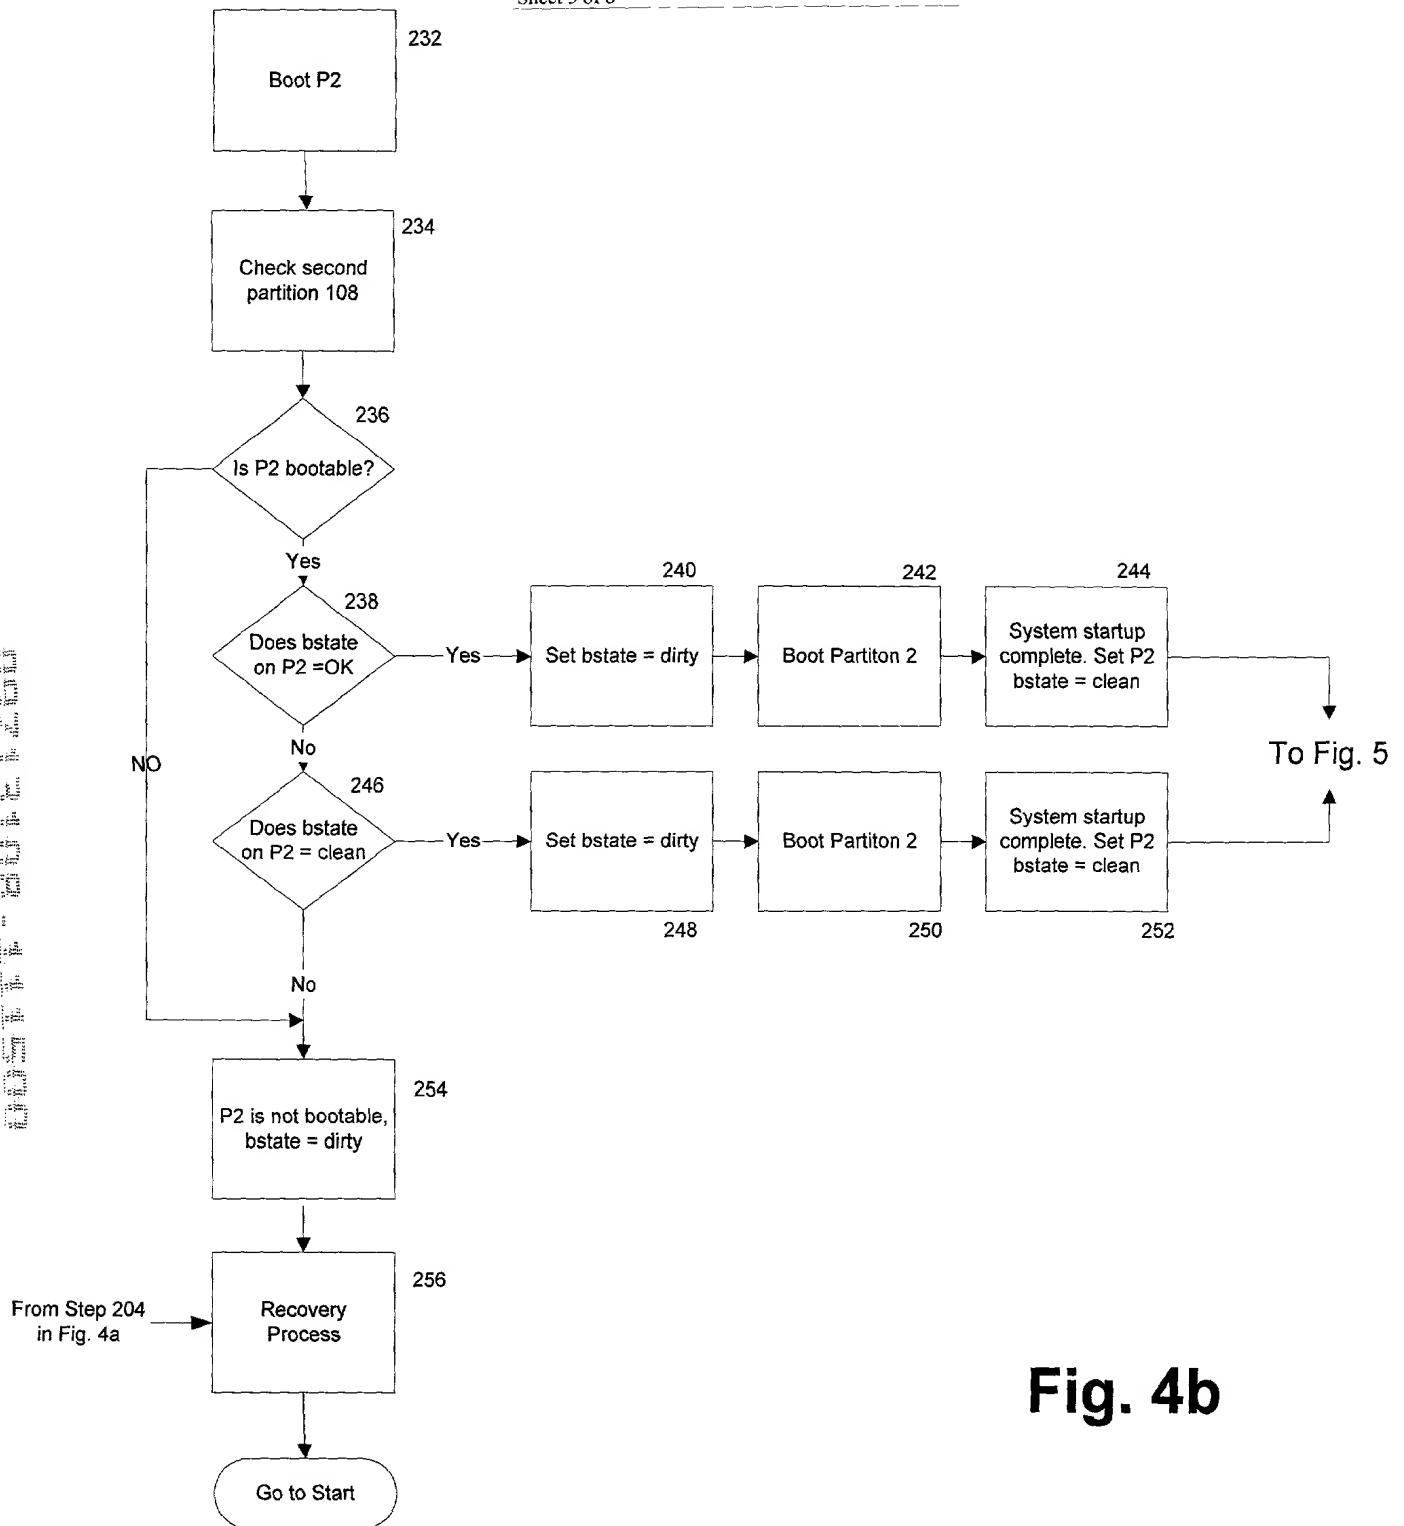 232
Boot P2
234
Check second
partition 108
236
Is P2 bootable?
Yes
238
Does bstate
on P2 =OK
Yes
240
Set bstate = dirty
242
Boot Partiton 2
244
System startup
complete. Set P2
bstate = clean
To Fig. 5
No
NO
246
Does bstate
on P2 = clean
Yes
Set bstate = dirty
248
Boot Partiton 2
250
System startup
complete. Set P2
bstate = clean
252
No
254
P2 is not bootable,
bstate = dirty
256
From Step 204
in Fig. 4a
Recovery
Process
Go to Start
Fig. 4b